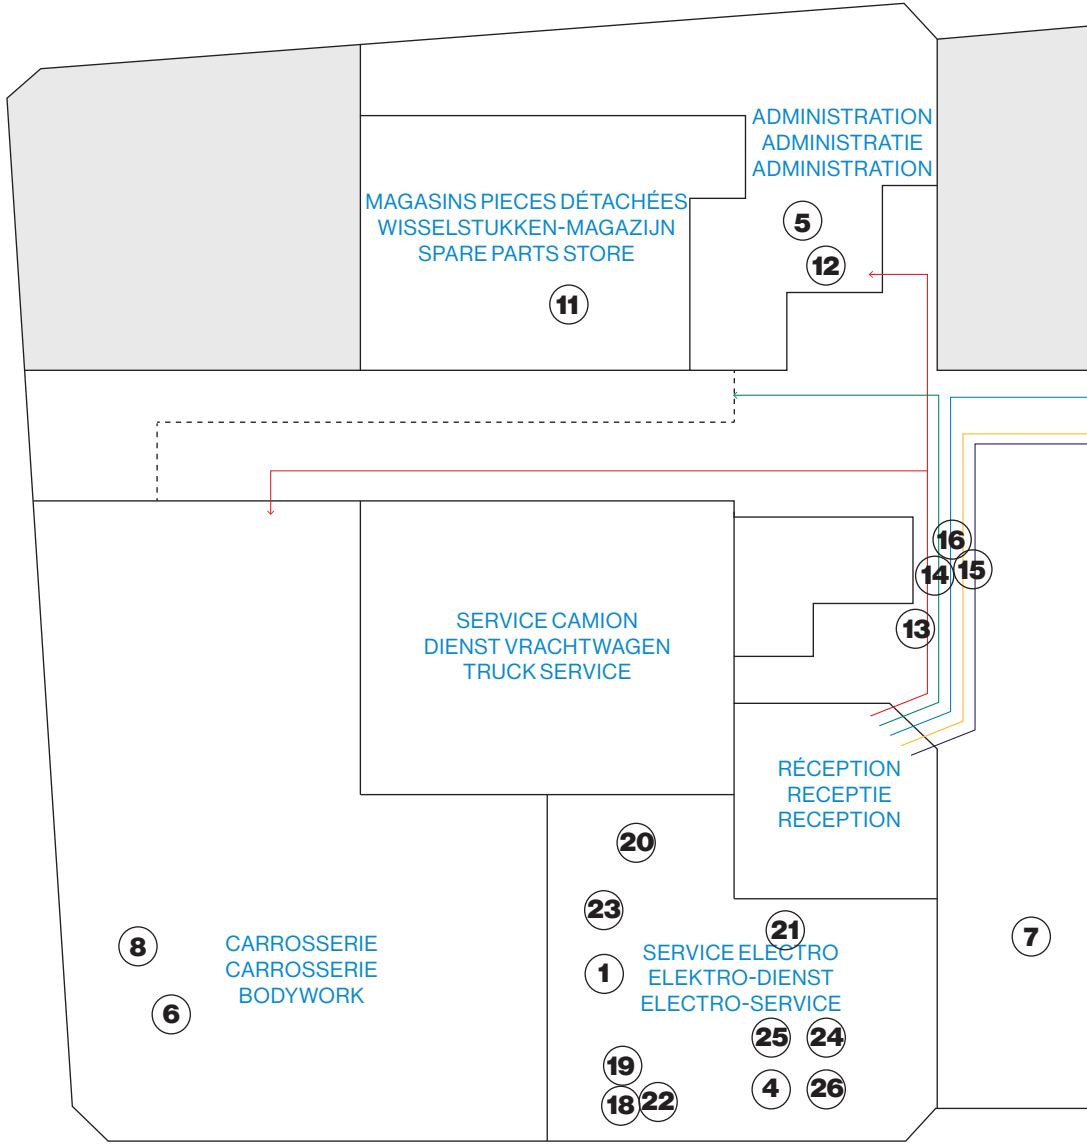 ADMINISTRATION
ADMINISTRATIE
ADMINISTRATION
MAGASINS PIECES DÉTACHÉES
WISSELSTUKKEN-MAGAZIJN
SPARE PARTS STORE
5
12
11
16
14
15
13
SERVICE CAMION
DIENST VRACHTWAGEN
TRUCK SERVICE
RÉCEPTION
RECEPTIE
RECEPTION
20
23
21
7
8
CARROSSERIE
CARROSSERIE
BODYWORK
6
1
SERVICE ELECTRO
ELEKTRO-DIENST
ELECTRO-SERVICE
25
24
19
4
26
18
22